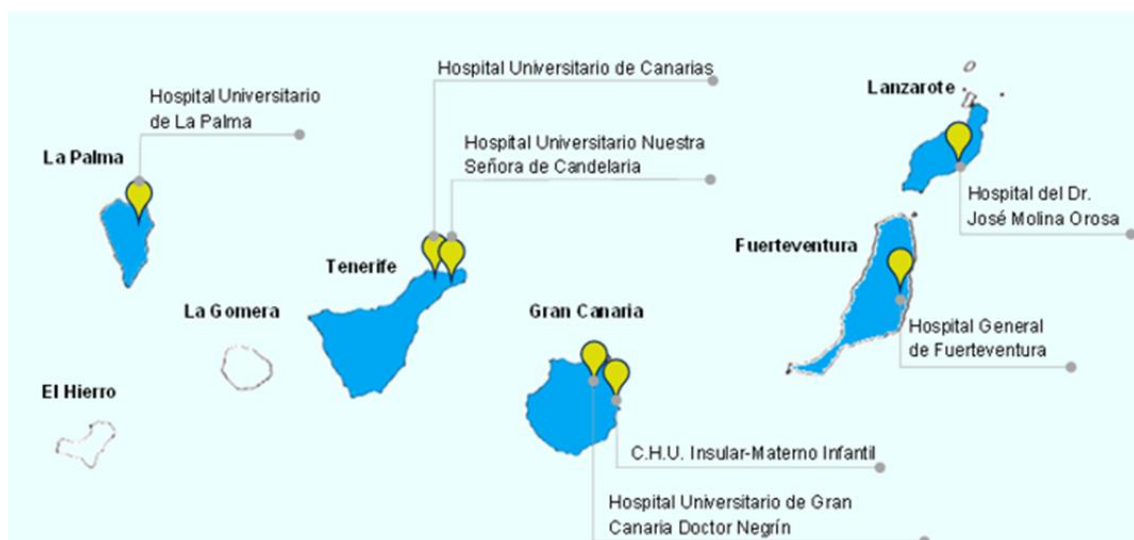 Hospital Universitario de Canarias
Lanzarote
Hospital Universitario
de La Palma
Hospital Universitario Nuestra
Señora de Candelaria
La Palma
Hospital del Dr.
José Molina Orosa
Fuerteventura
Tenerife
La Gomera
Gran Canaria
Hospital General
de Fuerteventura
El Hierro
C.H.U. Insular-Materno Infantil
Hospital Universitario de Gran
Canaria Doctor Negrín